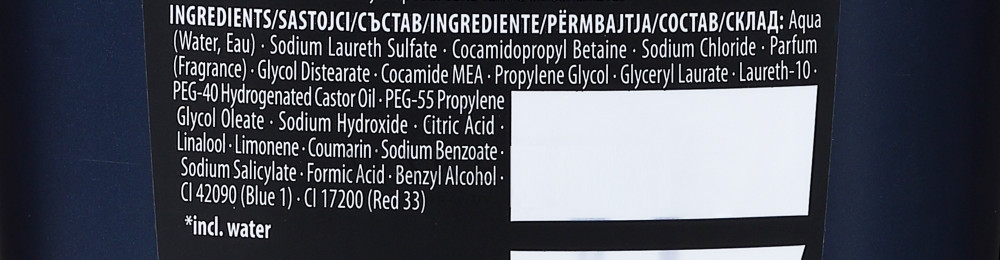 INGREDIENTS/SASTOJCI/СЪСТАВ/INGREDIENTE/PËRMBAJTJA/СОСТАВ/СКЛАД: Aqua
(Water, Eau) · Sodium Laureth Sulfate · Cocamidopropyl Betaine · Sodium Chloride · Parfum
(Fragrance) · Glycol Distearate · Cocamide MEA · Propylene Glycol · Glyceryl Laurate · Laureth-10 ·
PEG-40 Hydrogenated Castor Oil · PEG-55 Propylene
Glycol Oleate · Sodium Hydroxide · Citric Acid ·
Linalool · Limonene · Coumarin · Sodium Benzoate ·
Sodium Salicylate · Formic Acid · Benzyl Alcohol ·
CI 42090 (Blue 1) · CI 17200 (Red 33)
*incl. water